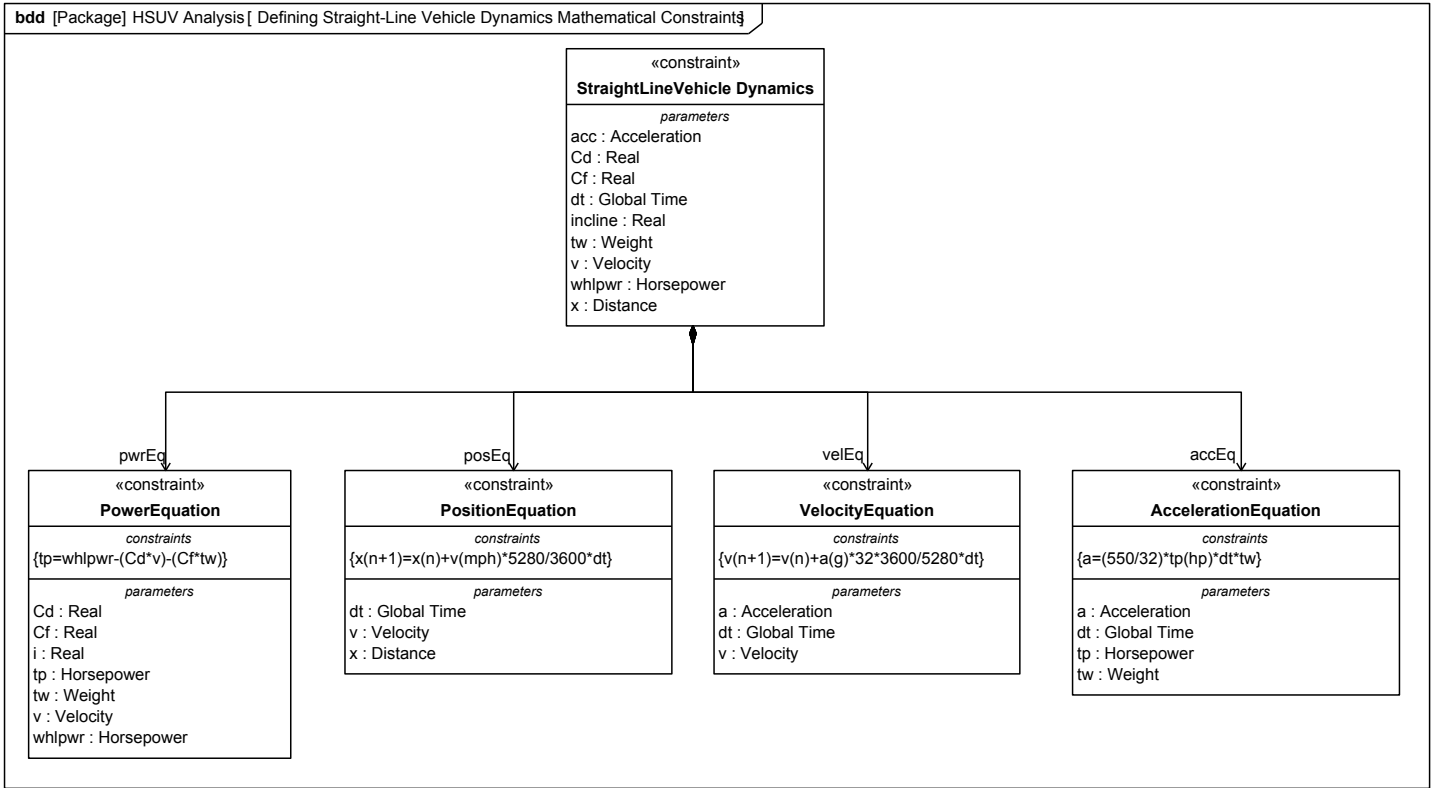 bdd [Package] HSUV Analysis [ Defining Straight-Line Vehicle Dynamics Mathematical Constraints]
«constraint»
StraightLineVehicle Dynamics
parameters
acc : Acceleration
Cd : Real
Cf : Real
dt : Global Time
incline : Real
tw : Weight
v : Velocity
whlpwr : Horsepower
x : Distance
pwrEq
«constraint»
PowerEquation
constraints
{tp=whlpwr-(Cd*v)-(Cf*tw)}
parameters
Cd : Real
Cf : Real
i : Real
tp : Horsepower
tw : Weight
v : Velocity
whlpwr : Horsepower
posEq
«constraint»
PositionEquation
constraints
{x(n+1)=x(n)+v(mph)*5280/3600*dt}
parameters
dt : Global Time
v : Velocity
x : Distance
velEq
«constraint»
VelocityEquation
constraints
{v(n+1)=v(n)+a(g)*32*3600/5280*dt}
parameters
a : Acceleration
dt : Global Time
v : Velocity
accEq
«constraint»
AccelerationEquation
constraints
{a=(550/32)*tp(hp)*dt*tw}
parameters
a : Acceleration
dt : Global Time
tp : Horsepower
tw : Weight